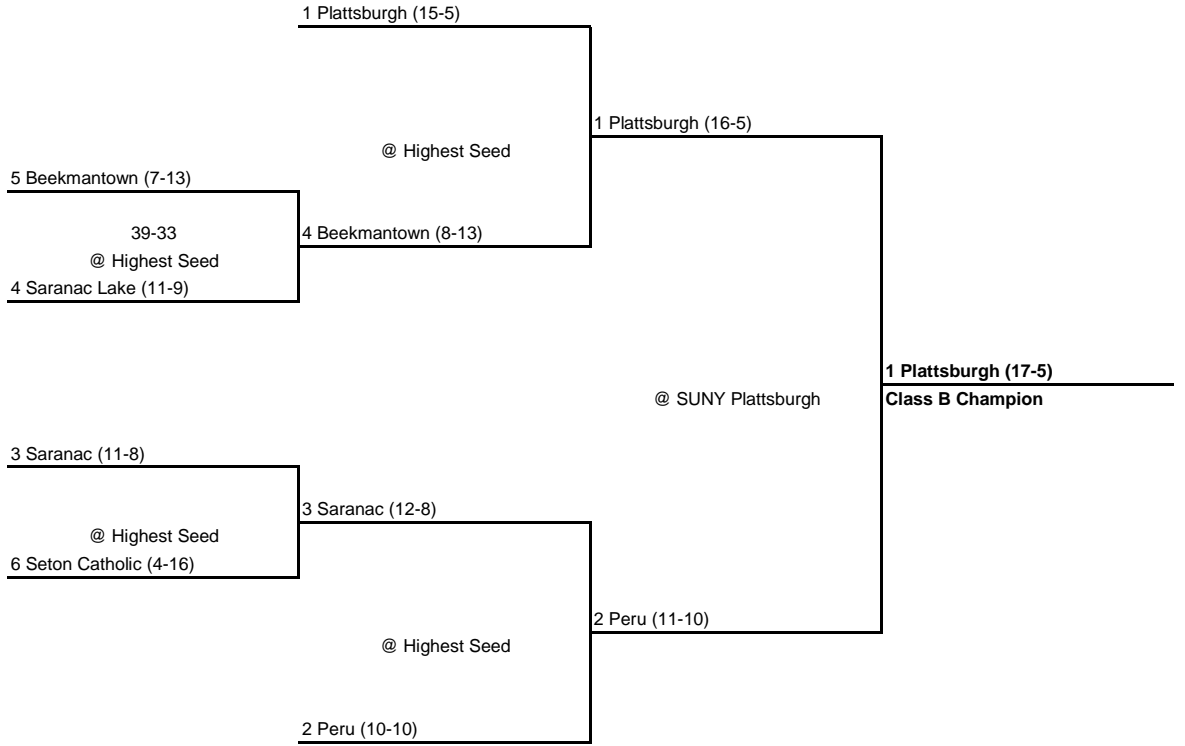 1 Plattsburgh (15-5)
1 Plattsburgh (16-5)
@ Highest Seed
5 Beekmantown (7-13)
39-33
4 Beekmantown (8-13)
@ Highest Seed
4 Saranac Lake (11-9)
1 Plattsburgh (17-5)
@ SUNY Plattsburgh
Class B Champion
3 Saranac (11-8)
3 Saranac (12-8)
@ Highest Seed
6 Seton Catholic (4-16)
2 Peru (11-10)
@ Highest Seed
2 Peru (10-10)